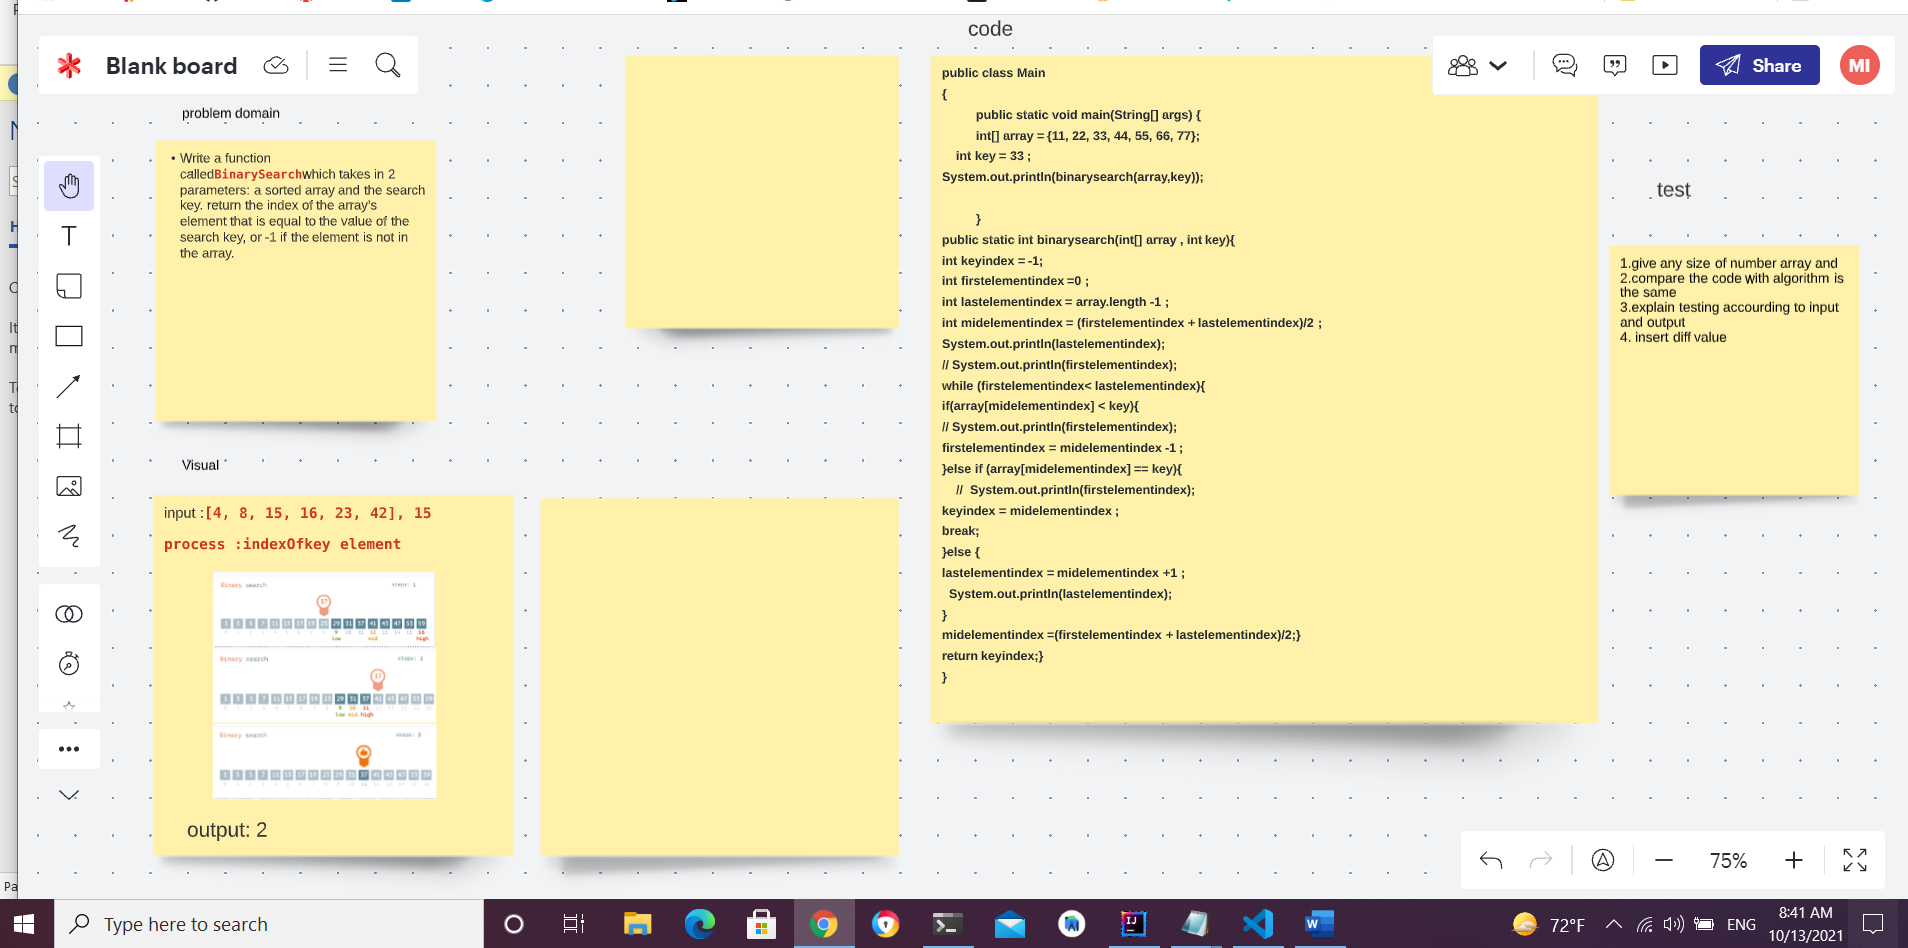 code
Blank board
Share
MI
problem domain
• Write a function
calledBinarySearchwhich takes in 2
parameters: a sorted array and the search
key. return the index of the array's
element that is equal to the value of the
search key, or -1 if the element is not in
the array.
Visual
input :[4, 8, 15, 16, 23, 42], 15
process :indexOfkey element
Binary search
steps: 1
Binary search
steps: 2
Binary search
steps: 3
output: 2
public class Main
{
public static void main(String[] args) {
int[] array = {11, 22, 33, 44, 55, 66, 77};
int key = 33 ;
System.out.println(binarysearch(array,key));
}
public static int binarysearch(int[] array , int key){
int keyindex = -1;
int firstelementindex =0 ;
int lastelementindex = array.length -1 ;
int midelementindex = (firstelementindex + lastelementindex)/2 ;
System.out.println(lastelementindex);
// System.out.println(firstelementindex);
while (firstelementindex< lastelementindex){
if(array[midelementindex] < key){
// System.out.println(firstelementindex);
firstelementindex = midelementindex -1 ;
}else if (array[midelementindex] == key){
// System.out.println(firstelementindex);
keyindex = midelementindex ;
break;
}else {
lastelementindex = midelementindex +1 ;
System.out.println(lastelementindex);
}
midelementindex =(firstelementindex + lastelementindex)/2;}
return keyindex;}
}
test
1.give any size of number array and
2.compare the code with algorithm is
the same
3.explain testing accourding to input
and output
4. insert diff value
75%
Type here to search
72°F
ENG
8:41 AM
10/13/2021